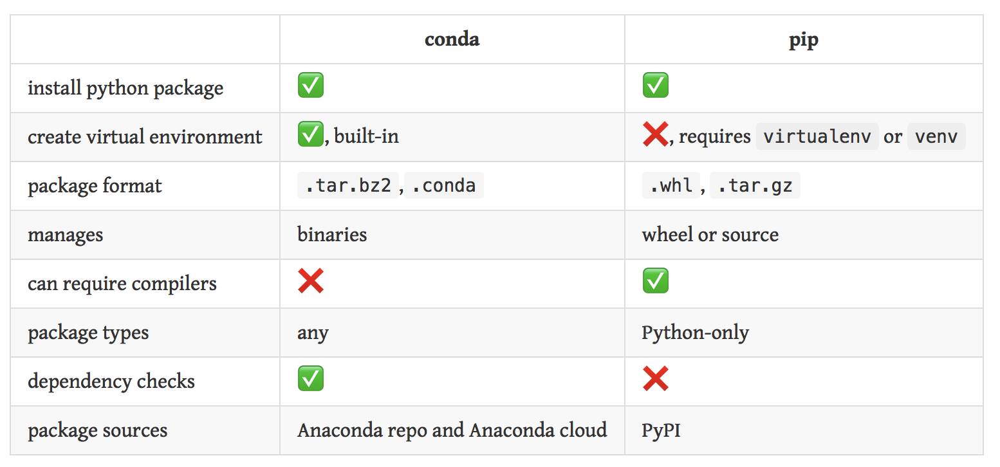 conda pip
install python package ✅ ✅
create virtual environment ✅, built-in ❌, requires virtualenv or venv
package format .tar.bz2 , .conda .whl , .tar.gz
manages binaries wheel or source
can require compilers ❌ ✅
package types any Python-only
dependency checks ✅ ❌
package sources Anaconda repo and Anaconda cloud PyPI